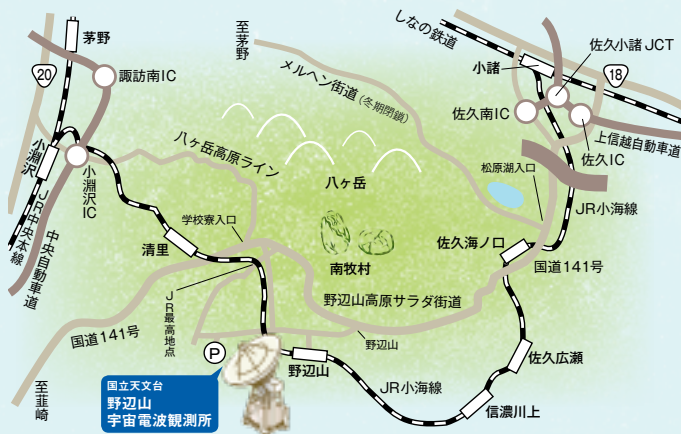 茅野
20
諏訪南IC
小淵沢
小淵沢IC
JR中央本線
中央自動車道
八ヶ岳高原ライン
至茅野
メルヘン街道(冬期閉鎖)
八ヶ岳
しなの鉄道
小諸
佐久小諸JCT
18
佐久南IC
佐久IC
上信越自動車道
松原湖入口
JR小海線
学校寮入口
清里
南牧村
佐久海ノ口
国道141号
野辺山高原サラダ街道
JR最高地点
国道141号
至韮崎
P
野辺山
野辺山
JR小海線
佐久広瀬
信濃川上
国立天文台
野辺山
宇宙電波観測所